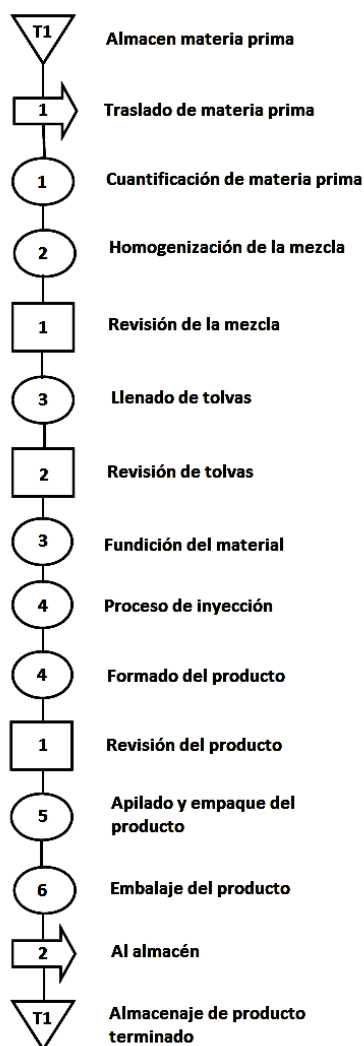 T1 Almacen materia prima
1 Traslado de materia prima
1 Cuantificación de materia prima
2 Homogenización de la mezcla
1 Revisión de la mezcla
3 Llenado de tolvas
2 Revisión de tolvas
3 Fundición del material
4 Proceso de inyección
4 Formado del producto
1 Revisión del producto
5 Apilado y empaque del
producto
6 Embalaje del producto
2 Al almacén
T1 Almacenaje de producto
terminado